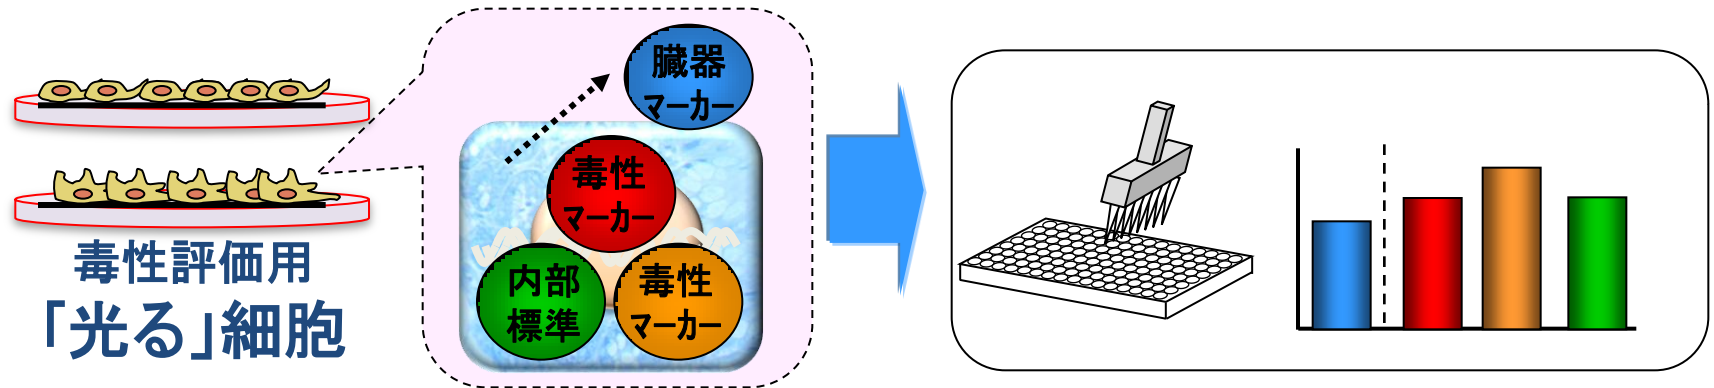 毒性評価用
「光る」細胞
臓器
マーカー
毒性
マーカー
内部
標準
毒性
マーカー